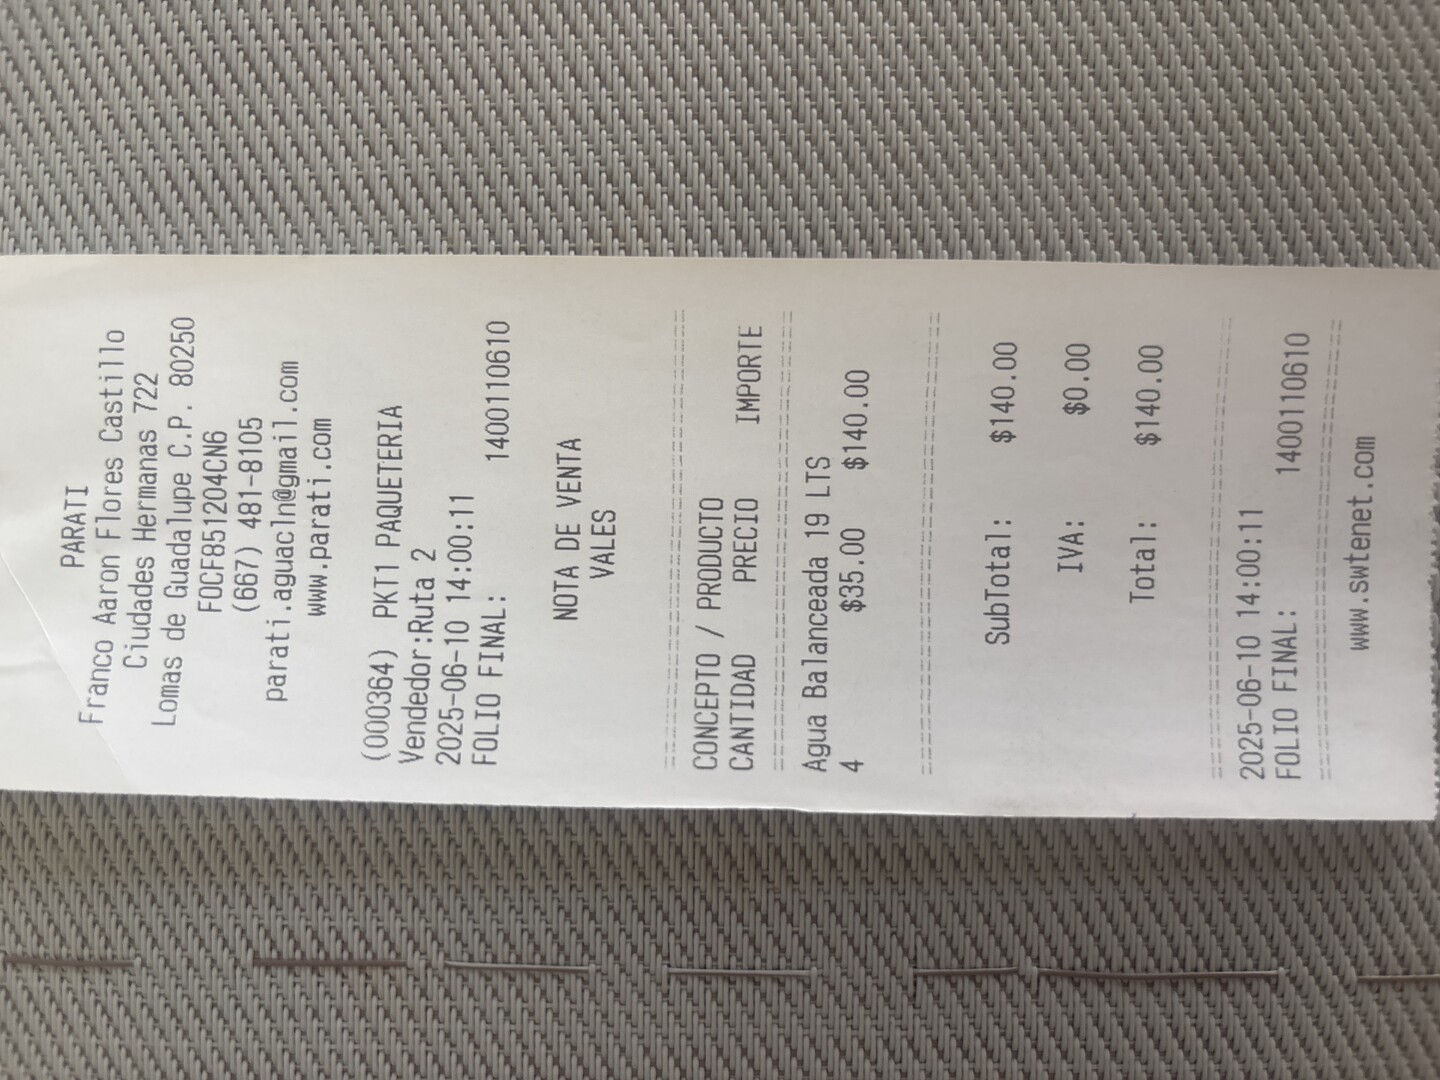 PARATI
Franco Aaron Flores Castillo
Ciudades Hermanas 722
Lomas de Guadalupe C.P. 80250
FOCF851204CN6
(667) 481-8105
parati.aguacln@gmail.com
www.parati.com
(000364) PKT1 PAQUETERIA
Vendedor:Ruta 2
2025-06-10 14:00:11
FOLIO FINAL: 1400110610
NOTA DE VENTA
VALES
CONCEPTO / PRODUCTO
CANTIDAD PRECIO IMPORTE
Agua Balanceada 19 LTS
4 $35.00 $140.00
SubTotal: $140.00
IVA: $0.00
Total: $140.00
2025-06-10 14:00:11
FOLIO FINAL: 1400110610
www.swtenet.com